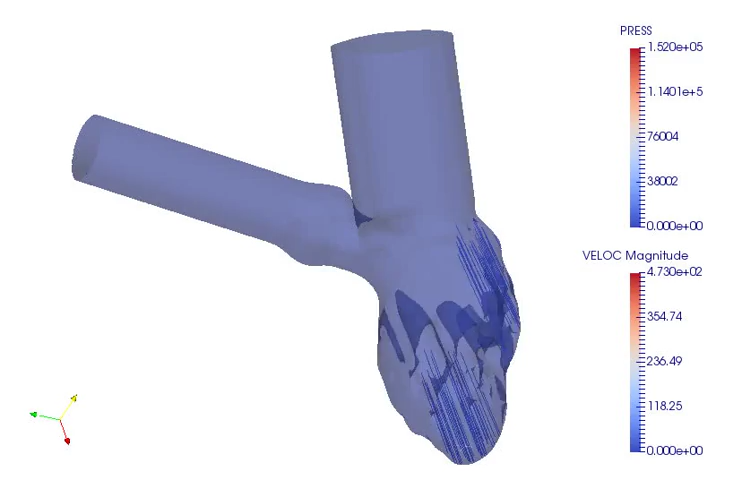 PRESS
1.520e+05
1.1401e+5
76004
38002
0.000e+00
VELOC Magnitude
4.730e+02
354.74
236.49
118.25
0.000e+00